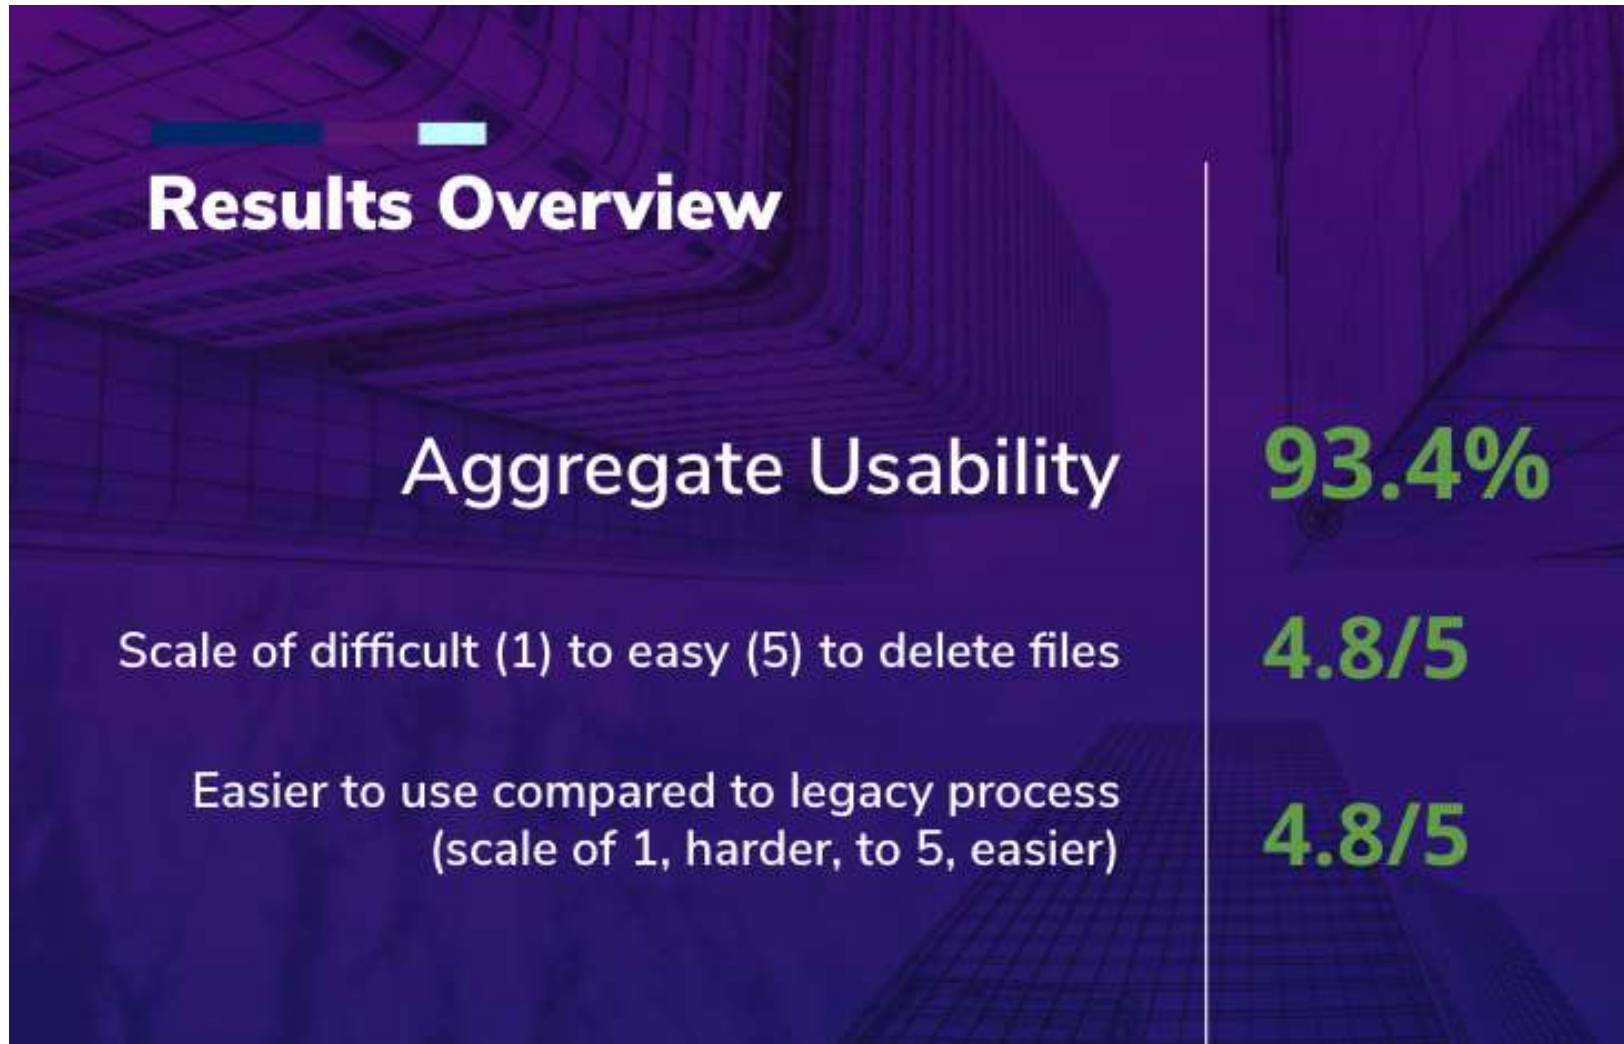 Results Overview
Aggregate Usability 93.4%
Scale of difficult (1) to easy (5) to delete files 4.8/5
Easier to use compared to legacy process
(scale of 1, harder, to 5, easier) 4.8/5